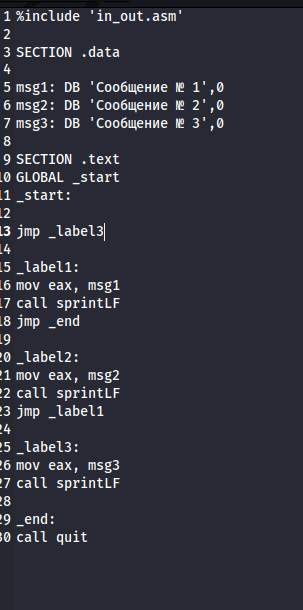 1 %include 'in_out.asm'
2
3 SECTION .data
4
5 msg1: DB 'Сообщение № 1',0
6 msg2: DB 'Сообщение № 2',0
7 msg3: DB 'Сообщение № 3',0
8
9 SECTION .text
10 GLOBAL _start
11 _start:
12
13 jmp _label3
14
15 _label1:
16 mov eax, msg1
17 call sprintLF
18 jmp _end
19
20 _label2:
21 mov eax, msg2
22 call sprintLF
23 jmp _label1
24
25 _label3:
26 mov eax, msg3
27 call sprintLF
28
29 _end:
30 call quit